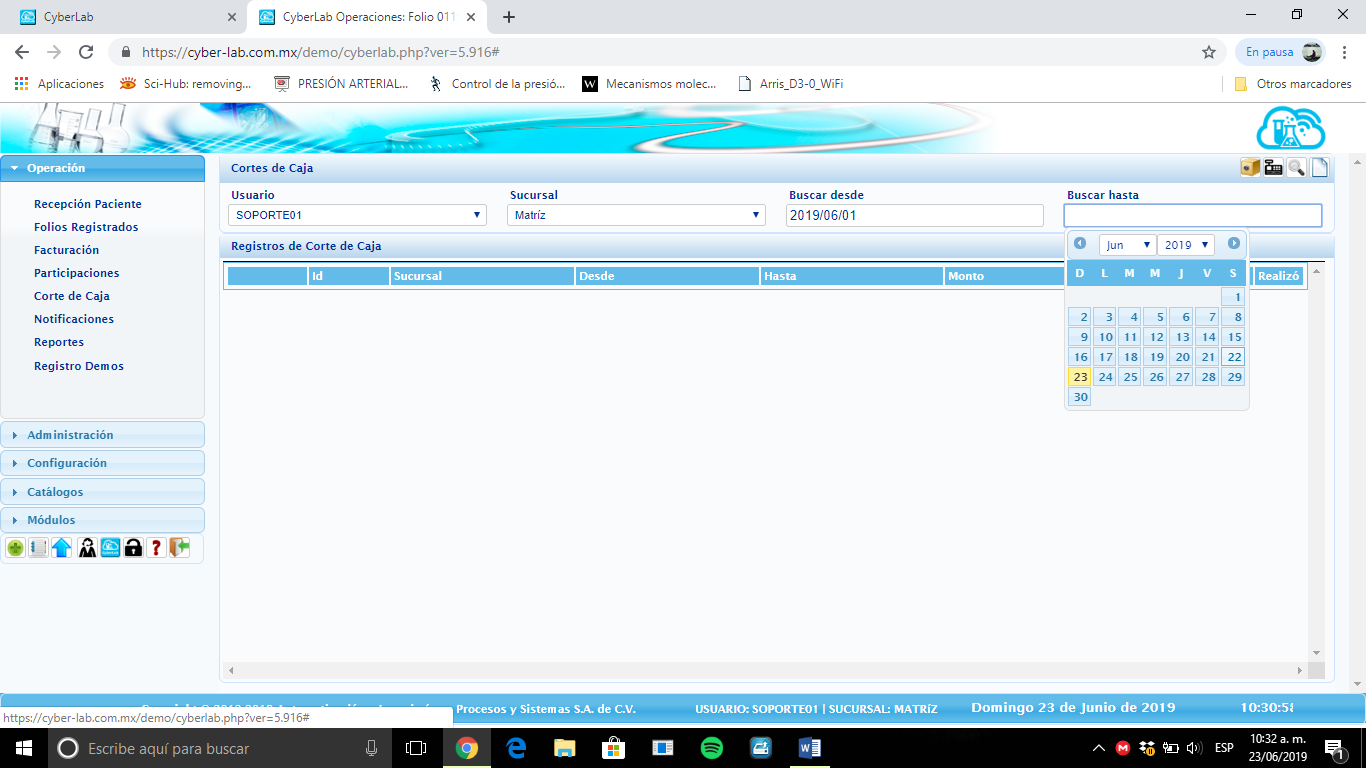 CyberLab
CyberLab Operaciones: Folio 011
https://cyber-lab.com.mx/demo/cyberlab.php?ver=5.916#
En pausa
Aplicaciones
Sci-Hub: removing...
PRESIÓN ARTERIAL...
Control de la presió...
W Mecanismos molec...
Arris_D3-0_WiFi
Otros marcadores
Operación
Recepción Paciente
Folios Registrados
Facturación
Participaciones
Corte de Caja
Notificaciones
Reportes
Registro Demos
Administración
Configuración
Catálogos
Módulos
Cortes de Caja
Usuario Sucursal Buscar desde Buscar hasta
SOPORTE01 Matríz 2019/06/01
Registros de Corte de Caja
Id Sucursal Desde Hasta Monto Realizó
Jun 2019
D L M M J V S
1
2 3 4 5 6 7 8
9 10 11 12 13 14 15
16 17 18 19 20 21 22
23 24 25 26 27 28 29
30
Procesos y Sistemas S.A. de C.V. USUARIO: SOPORTE01 | SUCURSAL: MATRíZ Domingo 23 de Junio de 2019 10:30:58
https://cyber-lab.com.mx/demo/cyberlab.php?ver=5.916#
Escribe aquí para buscar
ESP
10:32 a. m.
23/06/2019
1